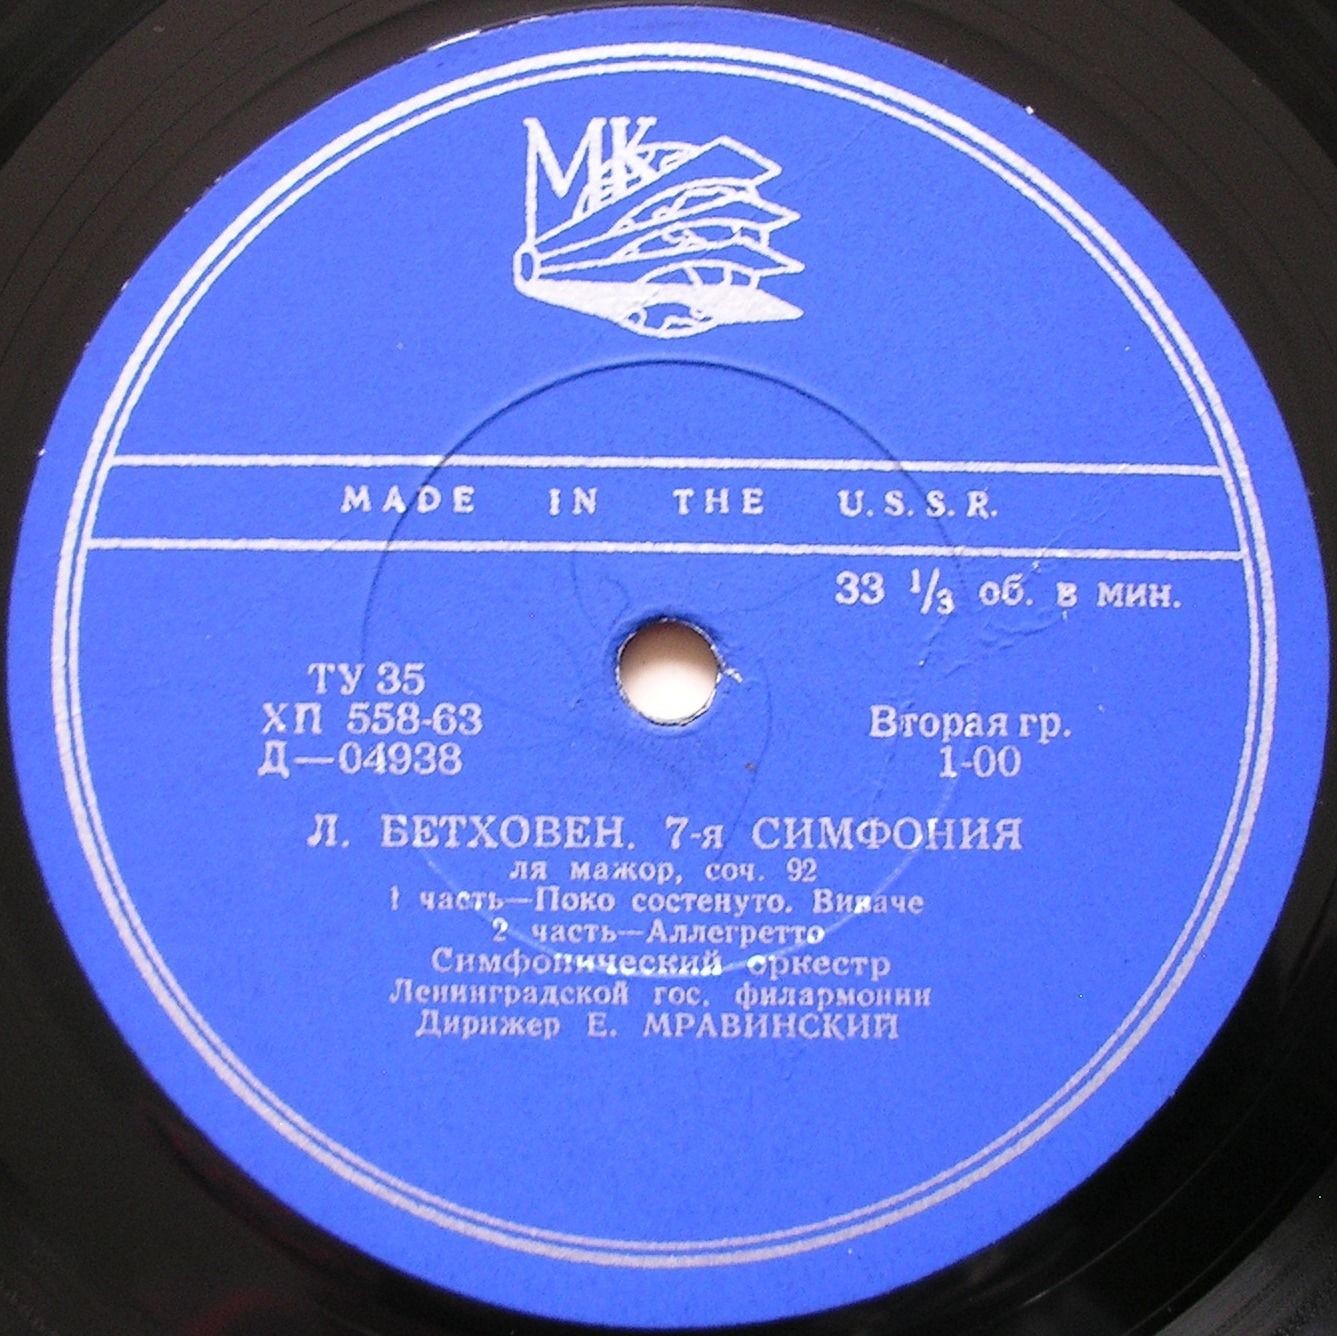 МК
MADE IN THE U.S.S.R.
33 1/3 об. в мин.
ТУ 35
ХП 558-63
Д—04938
Вторая гр.
1-00
Л. БЕТХОВЕН. 7-я СИМФОНИЯ
ля мажор, соч. 92
1 часть—Поко состенуто. Виваче
2 часть—Аллегретто
Симфонический оркестр
Ленинградской гос. филармонии
Дирижер Е. МРАВИНСКИЙ